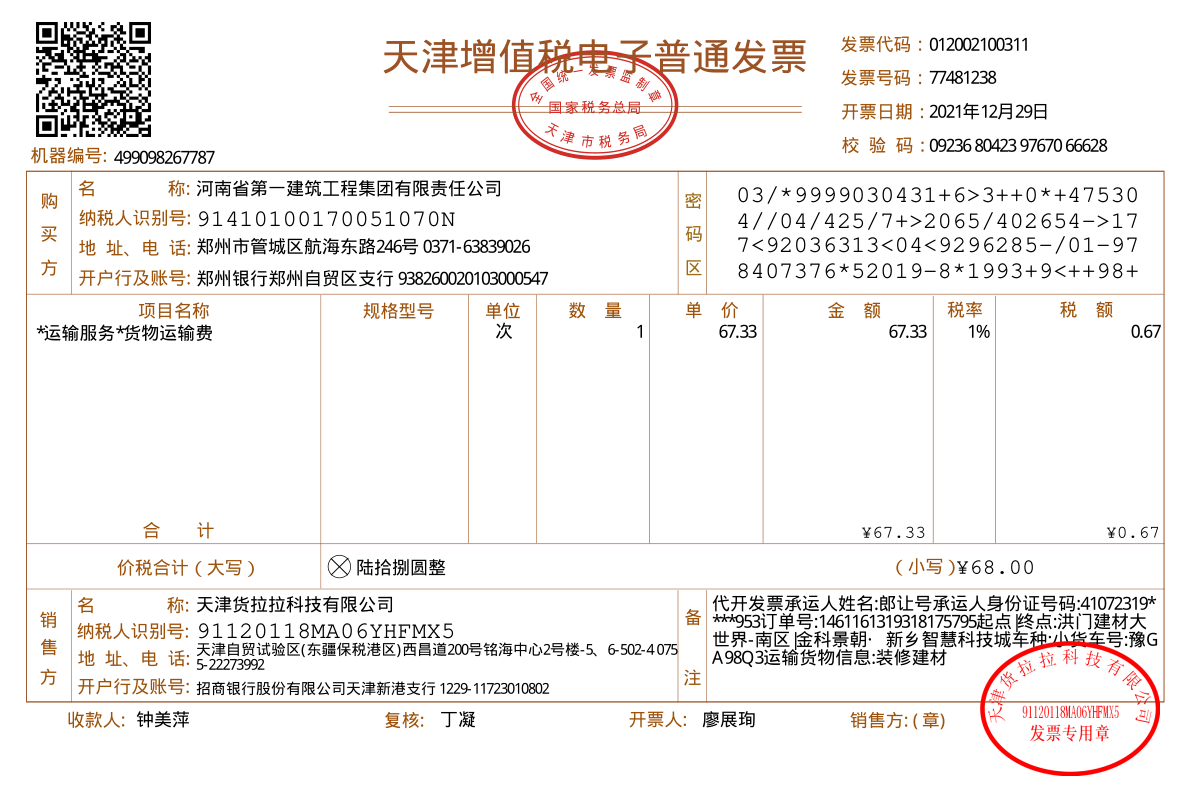 天津增值税电子普通发票
全国统一发票监制章
国家税务总局
天津市税务局
发票代码：012002100311
发票号码：77481238
开票日期：2021年12月29日
校 验 码：09236 80423 97670 66628
机器编号: 499098267787
购买方
名 称: 河南省第一建筑工程集团有限责任公司
纳税人识别号: 91410100170051070N
地 址、电 话: 郑州市管城区航海东路246号 0371-63839026
开户行及账号: 郑州银行郑州自贸区支行 938260020103000547
密码区
03/*9999030431+6>3++0*+47530
4//04/425/7+>2065/402654->17
7<92036313<04<9296285-/01-97
8407376*52019-8*1993+9<++98+
项目名称 规格型号 单位 数 量 单 价 金 额 税率 税 额
*运输服务*货物运输费 次 1 67.33 67.33 1% 0.67
合 计 ¥67.33 ¥0.67
价税合计（大写） 陆拾捌圆整 （小写）¥68.00
销售方
名 称: 天津货拉拉科技有限公司
纳税人识别号: 91120118MA06YHFMX5
地 址、电 话: 天津自贸试验区(东疆保税港区)西昌道200号铭海中心2号楼-5、6-502-4 075
5-22273992
开户行及账号: 招商银行股份有限公司天津新港支行 1229-11723010802
备注
代开发票承运人姓名:郎让号承运人身份证号码:41072319*
***953订单号:1461161319318175795起点|终点:洪门建材大
世界-南区|金科景朝· 新乡智慧科技城车种:小货车号:豫G
A98Q3运输货物信息:装修建材
收款人: 钟美萍 复核: 丁凝 开票人: 廖展珣 销售方: (章)
天津货拉拉科技有限公司
91120118MA06YHFMX5
发票专用章